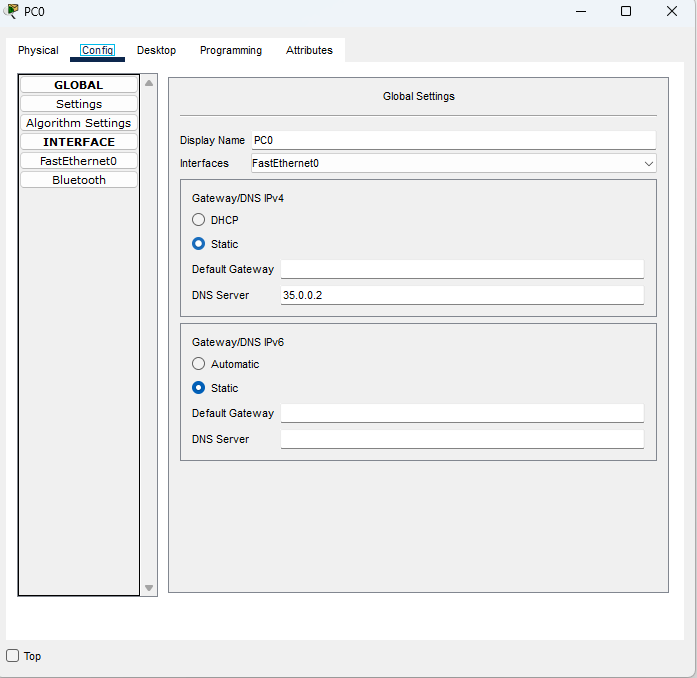 PC0
Physical Config Desktop Programming Attributes
GLOBAL
Settings
Algorithm Settings
INTERFACE
FastEthernet0
Bluetooth
Global Settings
Display Name PC0
Interfaces FastEthernet0
Gateway/DNS IPv4
DHCP
Static
Default Gateway
DNS Server 35.0.0.2
Gateway/DNS IPv6
Automatic
Static
Default Gateway
DNS Server
Top